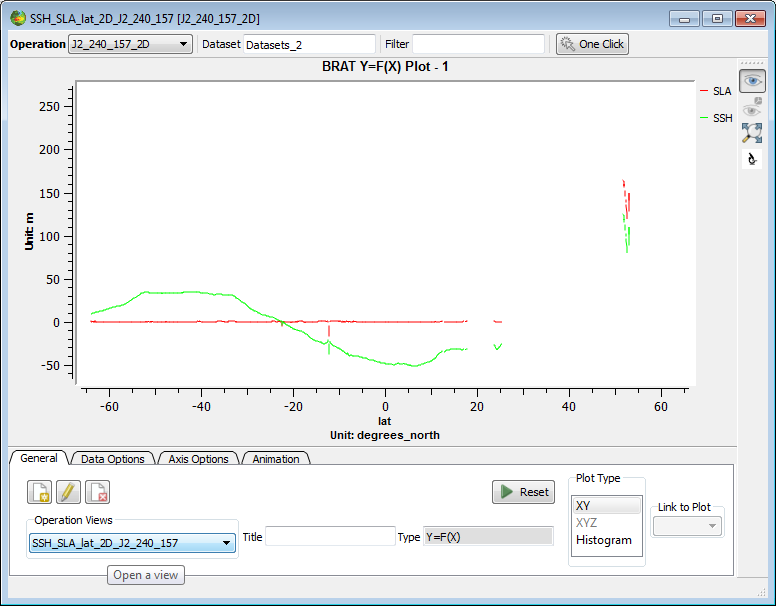 SSH_SLA_lat_2D_J2_240_157 [J2_240_157_2D]
Operation J2_240_157_2D Dataset Datasets_2 Filter One Click
BRAT Y=F(X) Plot - 1
SLA
SSH
250
200
150
100
50
0
-50
Unit: m
-60 -40 -20 0 20 40 60
lat
Unit: degrees_north
General Data Options Axis Options Animation
Reset
Plot Type
XY
XYZ
Histogram
Link to Plot
Operation Views
SSH_SLA_lat_2D_J2_240_157 Title Type Y=F(X)
Open a view